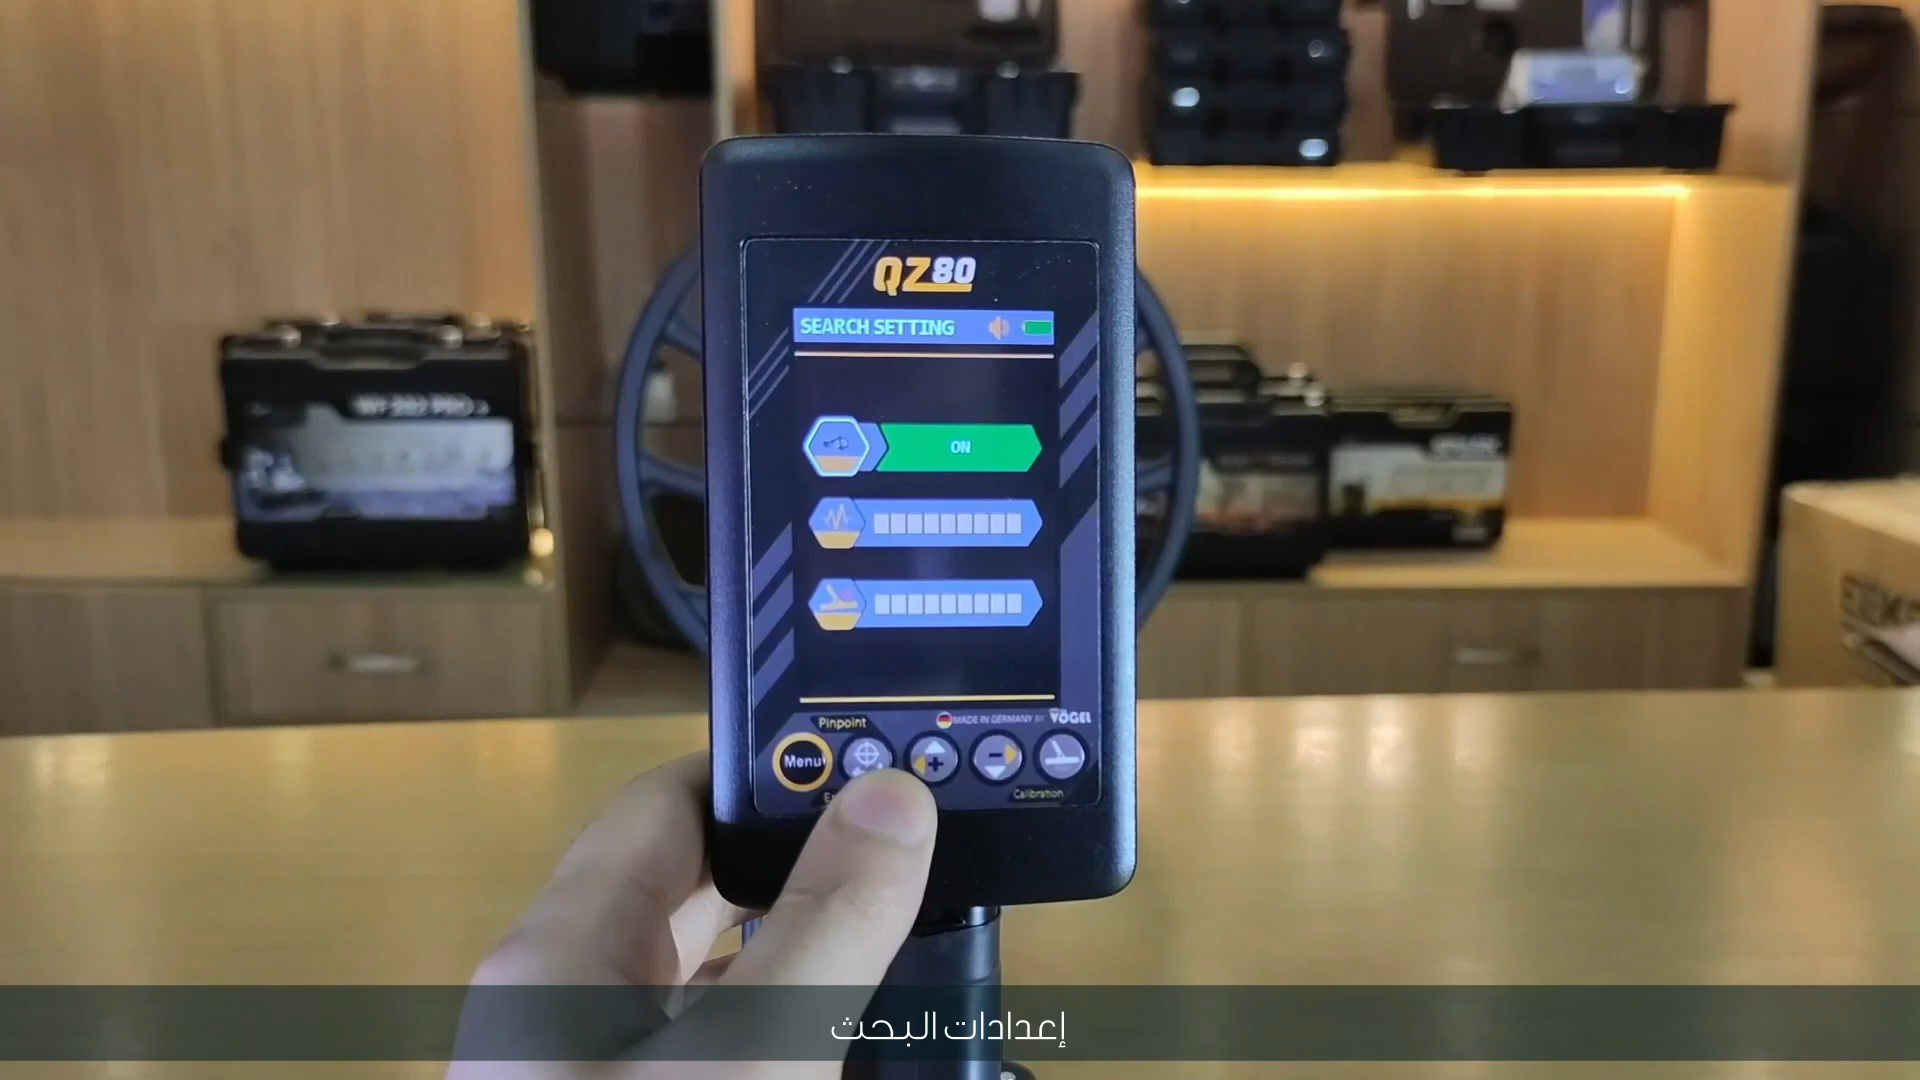 QZ80
SEARCH SETTING
ON
Pinpoint
MADE IN GERMANY BY VOGEL
Menu
+
-
Calibration
إعدادات البحث